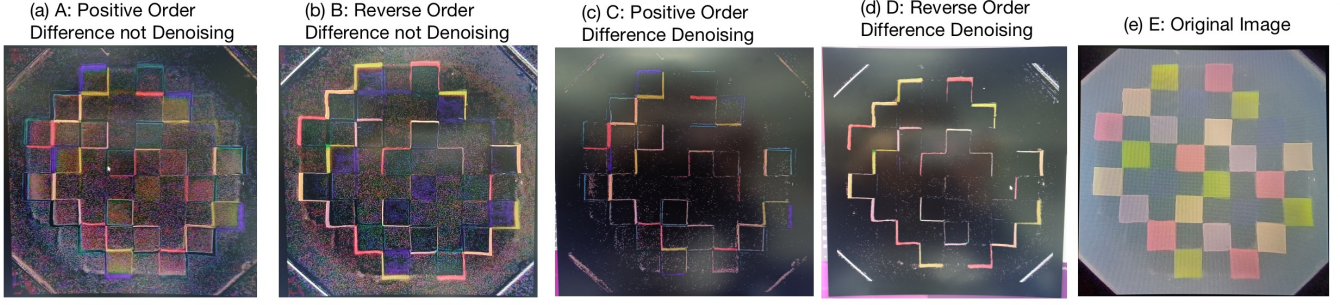 (a) A: Positive Order
Difference not Denoising
(b) B: Reverse Order
Difference not Denoising
(c) C: Positive Order
Difference Denoising
(d) D: Reverse Order
Difference Denoising
(e) E: Original Image